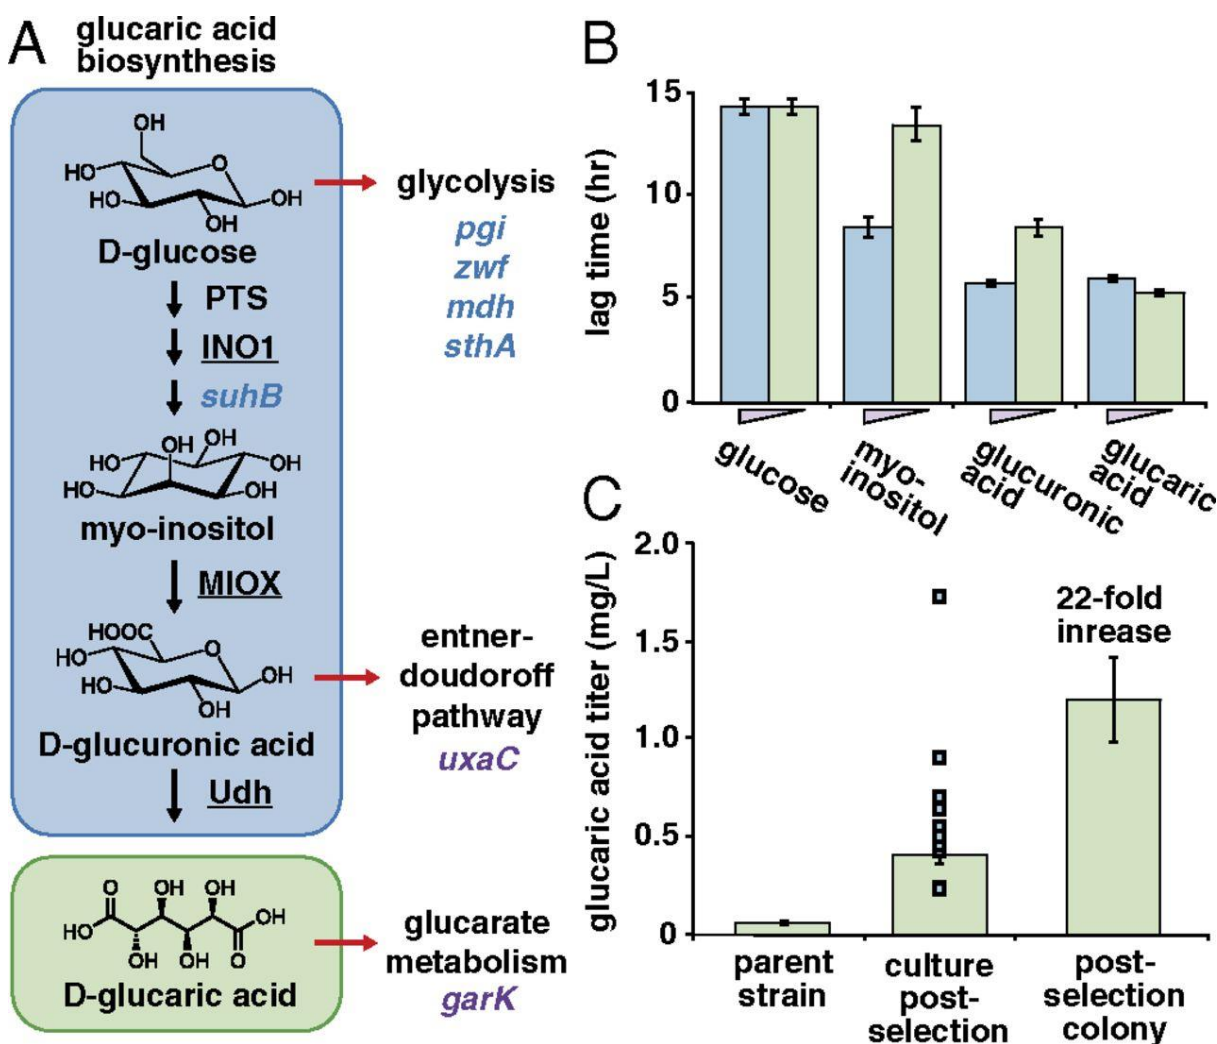 A
glucaric acid
biosynthesis
OH
HO
O
HO
OH
OH
D-glucose
PTS
INO1
suhB
OH OH
HO
OH
HO
OH
myo-inositol
MIOX
HOOC
O
HO
HO
OH
OH
D-glucuronic acid
Udh
O
OH
OH
HO
OH
OH
OH
O
D-glucaric acid
glycolysis
pgi
zwf
mdh
sthA
entner-
doudoroff
pathway
uxaC
glucarate
metabolism
garK
B
lag time (hr)
15
10
5
0
glucose
myo-
inositol
glucuronic
acid
glucaric
acid
C
glucaric acid titer (mg/L)
2.0
1.5
1.0
0.5
0
22-fold
inrease
parent
strain
culture
post-
selection
post-
selection
colony